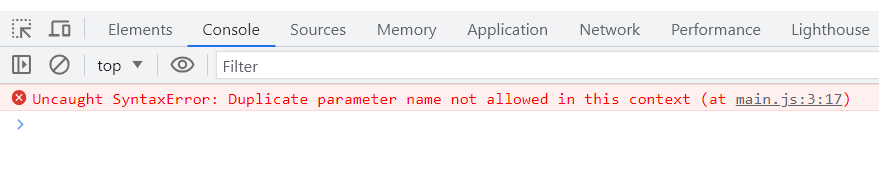 Elements Console Sources Memory Application Network Performance Lighthouse
top Filter
Uncaught SyntaxError: Duplicate parameter name not allowed in this context (at main.js:3:17)